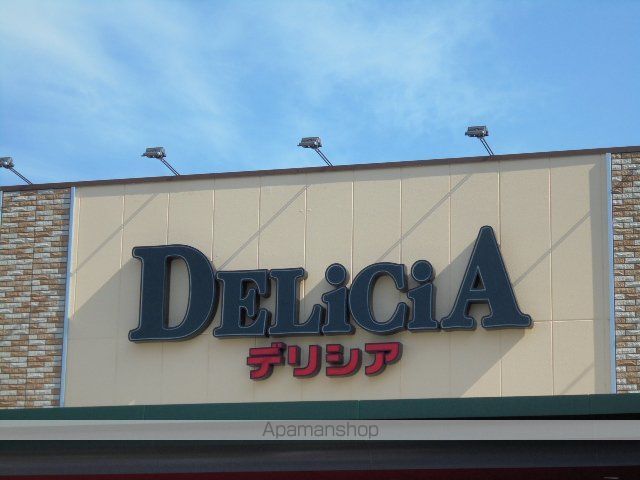 DELiCiA
デリシア
Apamanshop